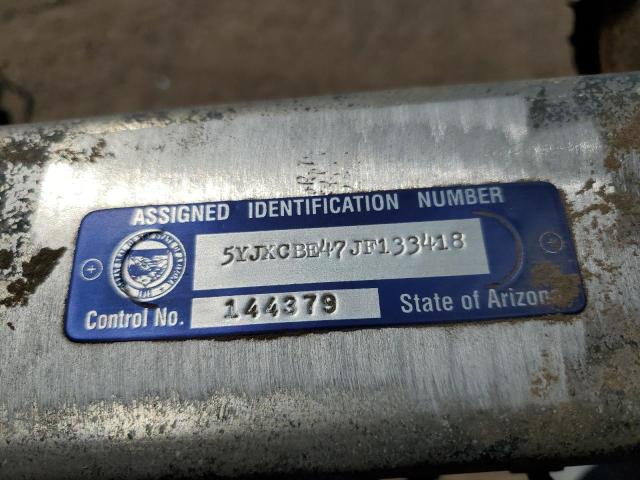 ASSIGNED IDENTIFICATION NUMBER
5YJXCBE47JF133418
Control No. 144379 State of Arizon